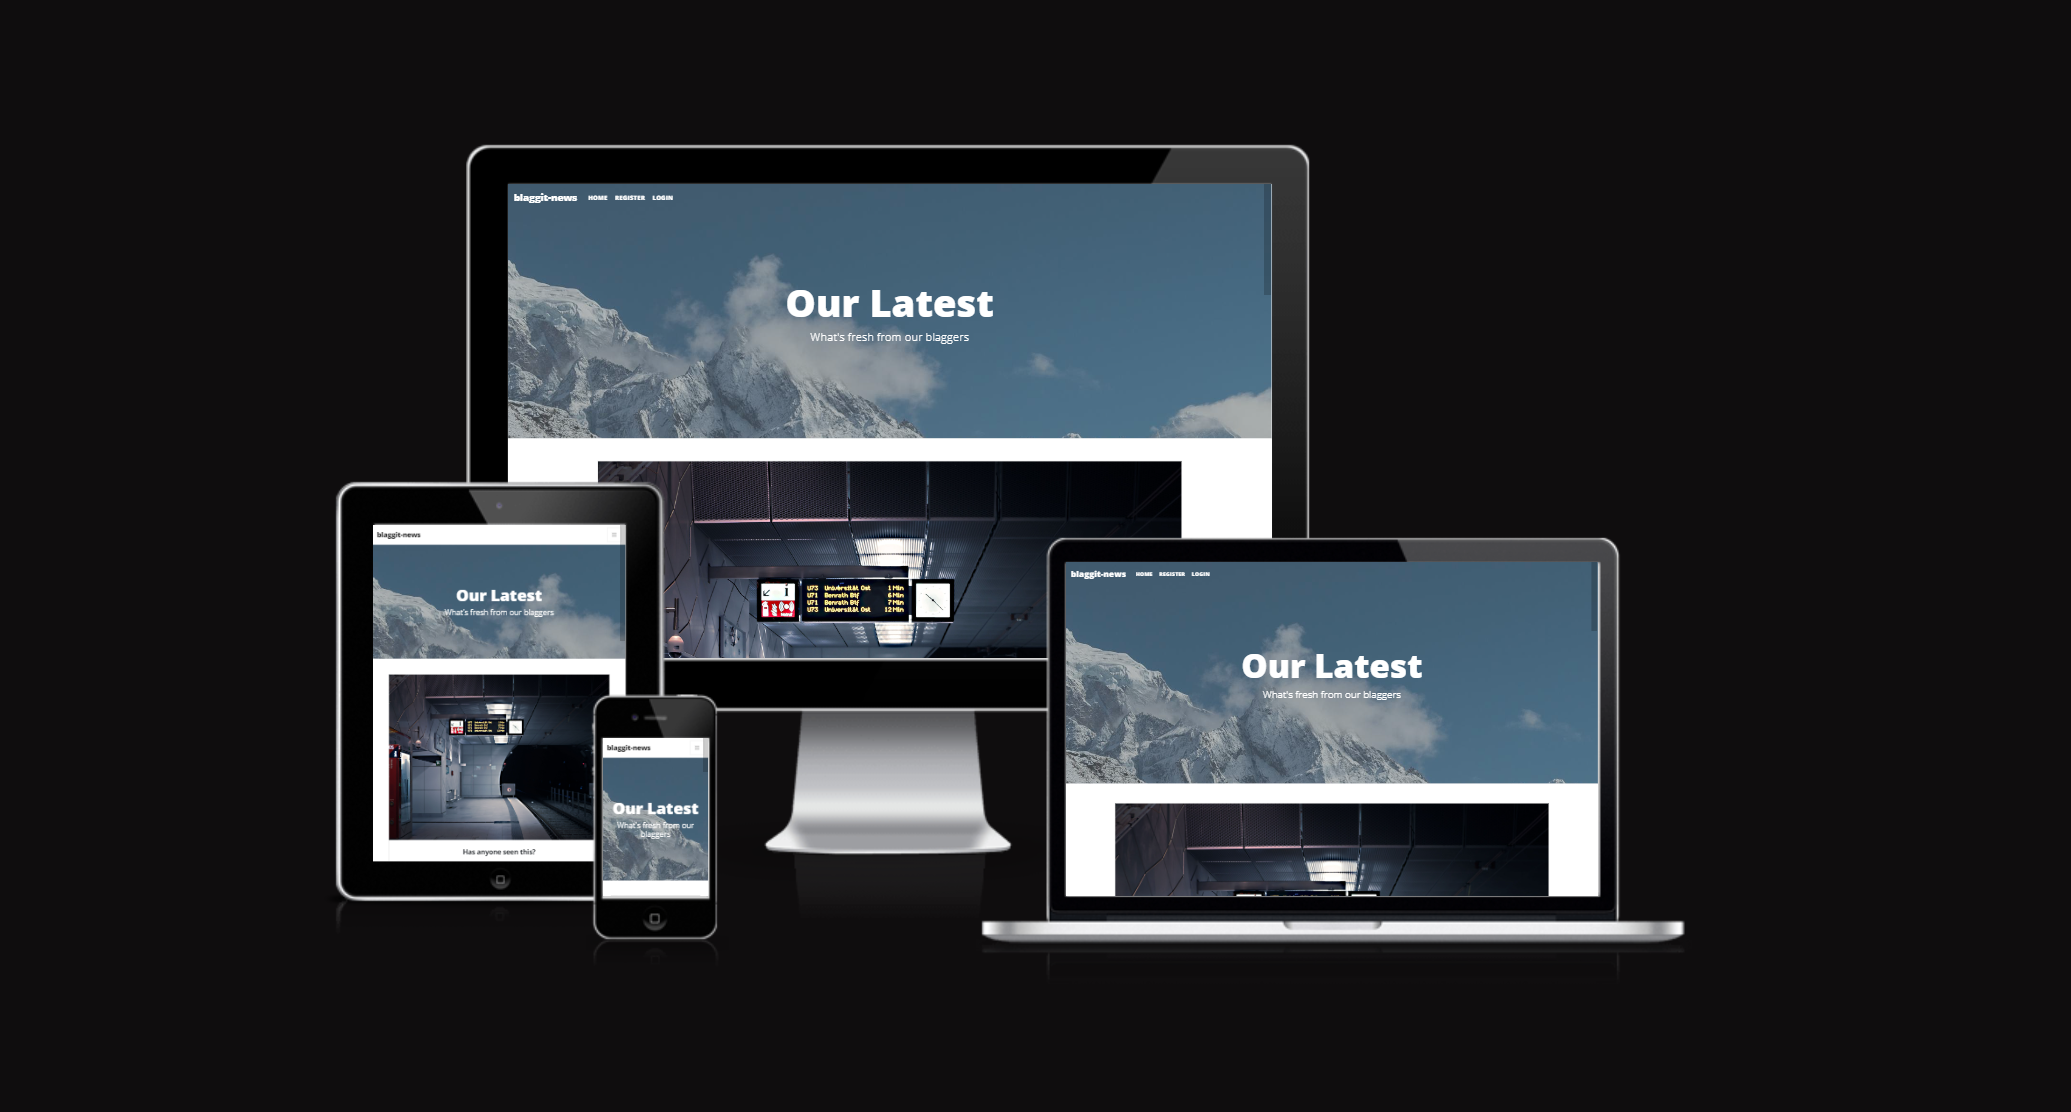 blaggit-news HOME REGISTER LOGIN
Our Latest
What's fresh from our blaggers
i
U73 Universität Ost 1 Min
U71 Benrath Btf 6 Min
U71 Benrath Btf 7 Min
U73 Universität Ost 12 Min
blaggit-news
Our Latest
What's fresh from our blaggers
Has anyone seen this?
blaggit-news
Our Latest
What's fresh from our
blaggers
blaggit-news HOME REGISTER LOGIN
Our Latest
What's fresh from our blaggers